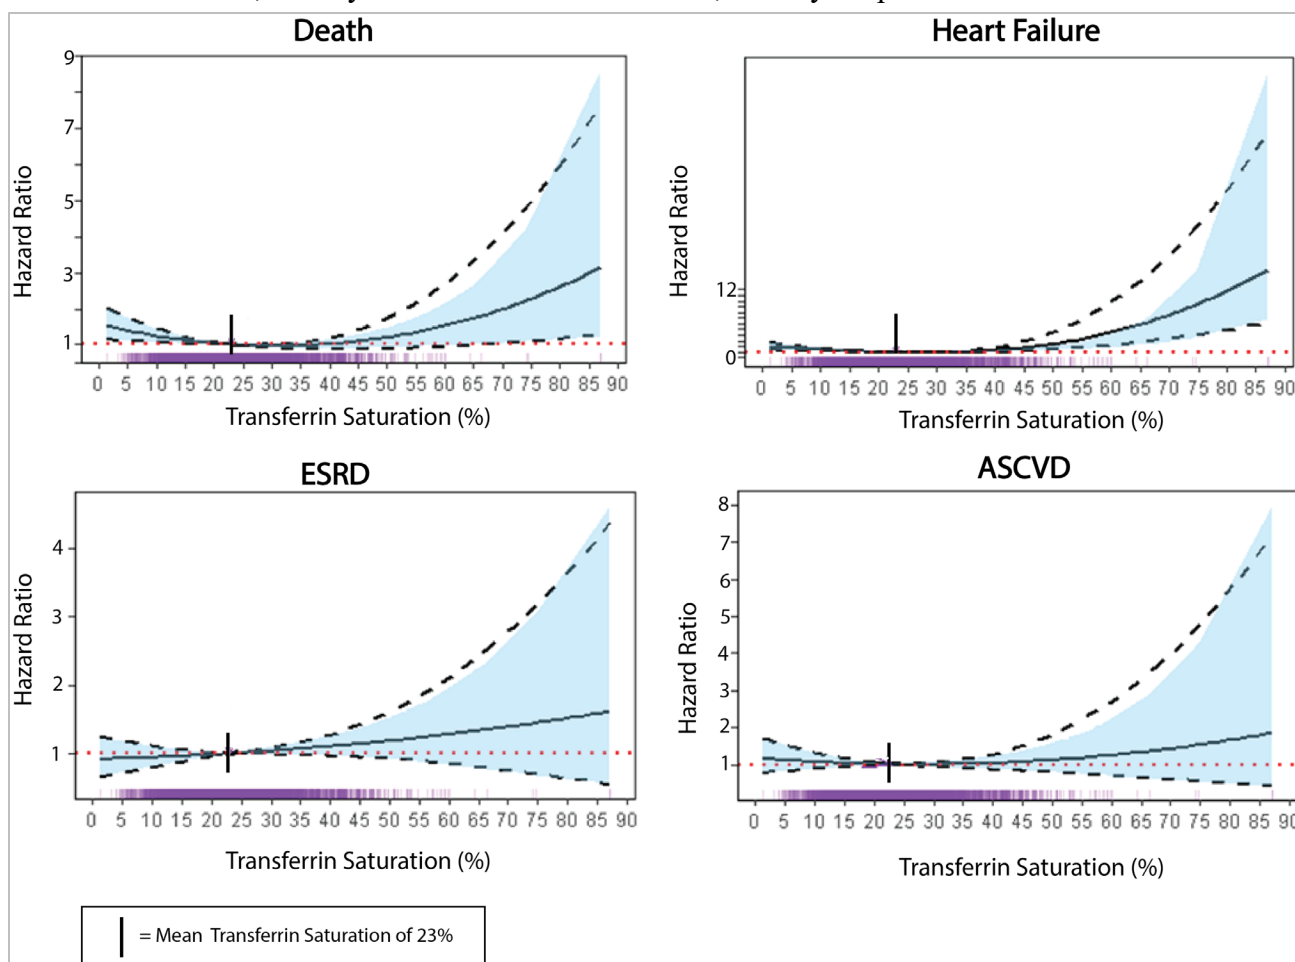 Death
Heart Failure
9
7
5
3
1
Hazard Ratio
0 5 10 15 20 25 30 35 40 45 50 55 60 65 70 75 80 85 90
Transferrin Saturation (%)
12
0
Hazard Ratio
0 5 10 15 20 25 30 35 40 45 50 55 60 65 70 75 80 85 90
Transferrin Saturation (%)
ESRD
ASCVD
4
3
2
1
Hazard Ratio
0 5 10 15 20 25 30 35 40 45 50 55 60 65 70 75 80 85 90
Transferrin Saturation (%)
8
7
6
5
4
3
2
1
Hazard Ratio
0 5 10 15 20 25 30 35 40 45 50 55 60 65 70 75 80 85 90
Transferrin Saturation (%)
= Mean Transferrin Saturation of 23%